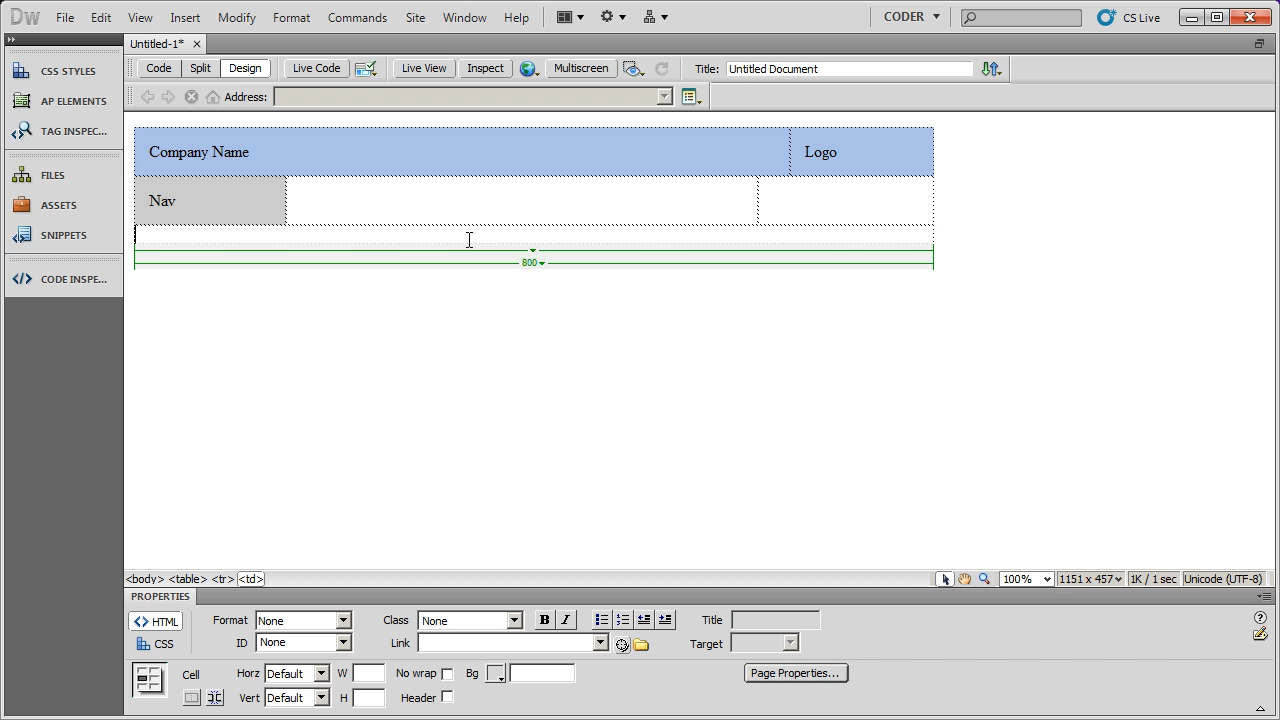 Dw File Edit View Insert Modify Format Commands Site Window Help CODER CS Live
Untitled-1*
Code Split Design Live Code Live View Inspect Multiscreen Title: Untitled Document
Address:
CSS STYLES
AP ELEMENTS
TAG INSPEC...
FILES
ASSETS
SNIPPETS
CODE INSPE...
Company Name Logo
Nav
800
<body> <table> <tr> <td> 100% 1151 x 457 1K / 1 sec Unicode (UTF-8)
PROPERTIES
<> HTML Format None Class None B I Title
CSS ID None Link Target
Cell Horz Default W No wrap Bg Page Properties...
Vert Default H Header